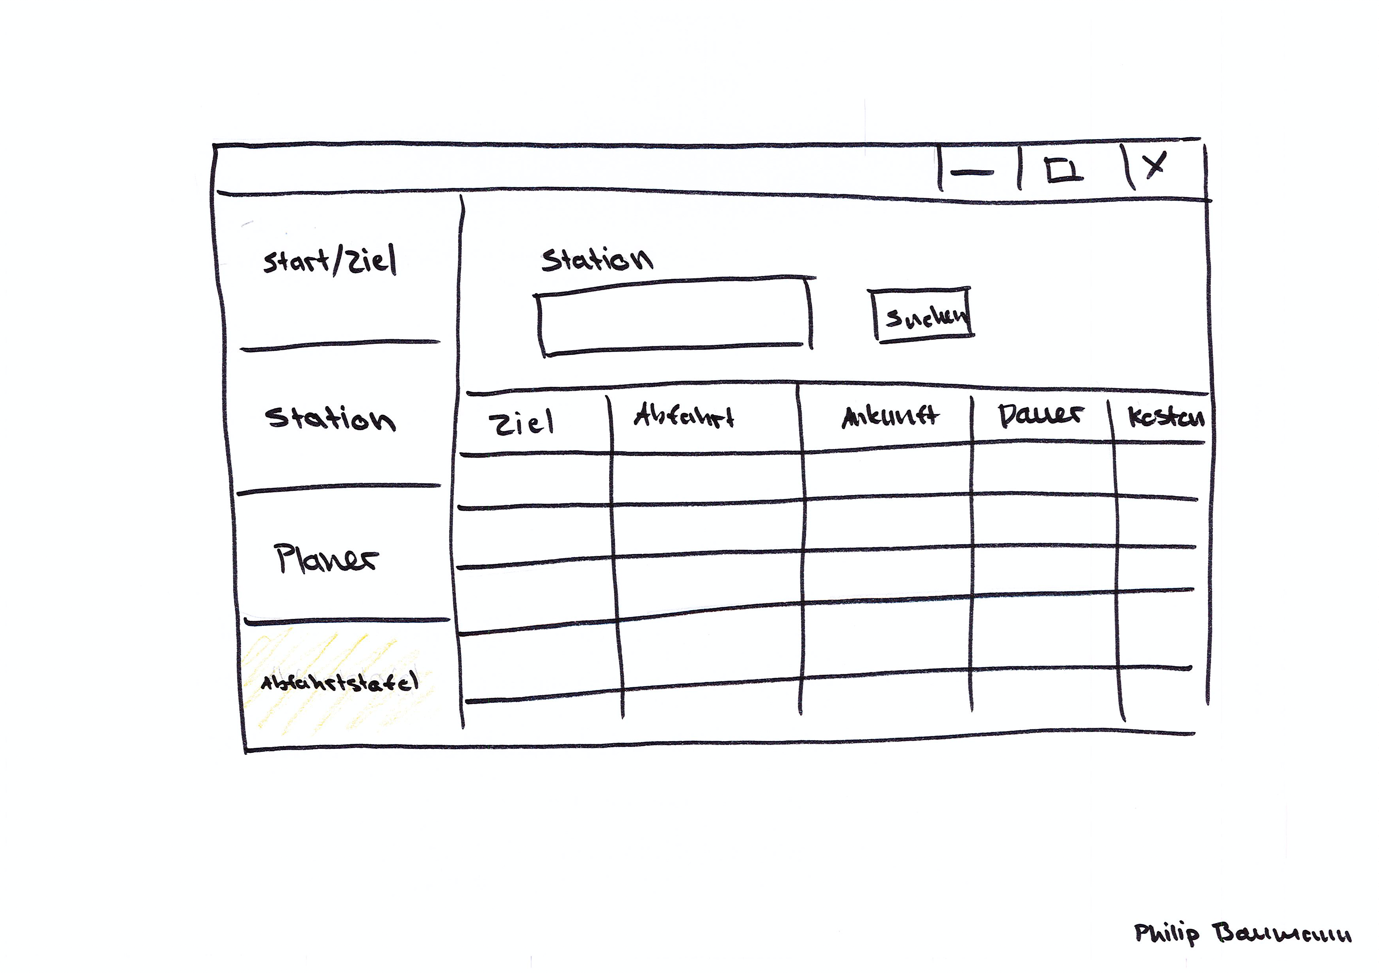 Start/Ziel
Station
Planer
Abfahrtstafel
Station
Suchen
Ziel Abfahrt Ankunft Dauer Kosten
Philip Baumann